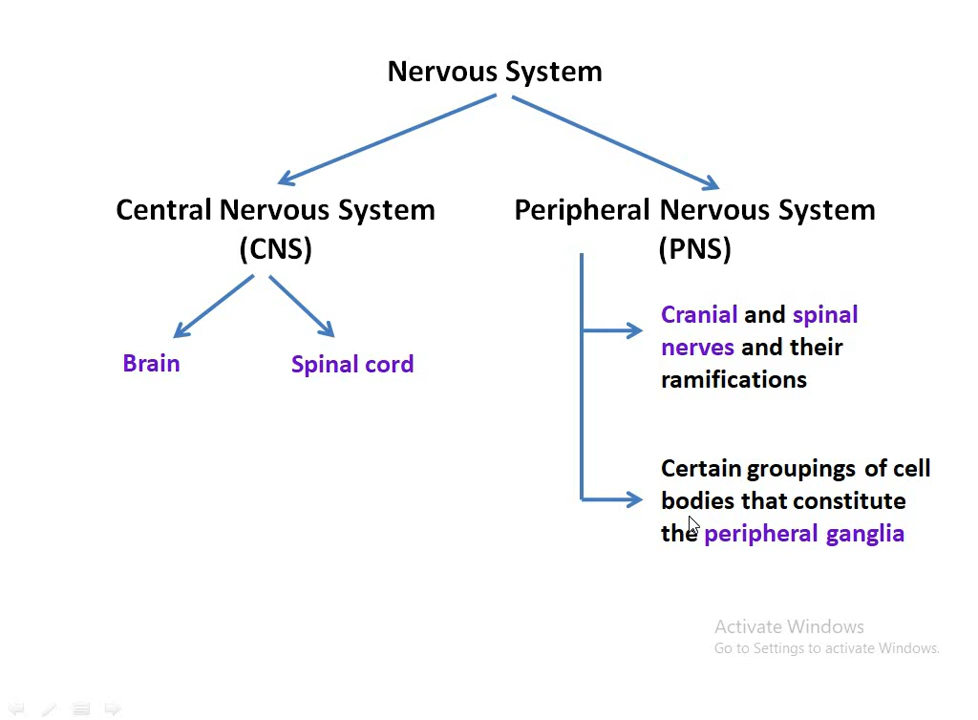 Nervous System
Central Nervous System
(CNS)
Peripheral Nervous System
(PNS)
Brain
Spinal cord
Cranial and spinal
nerves and their
ramifications
Certain groupings of cell
bodies that constitute
the peripheral ganglia
Activate Windows
Go to Settings to activate Windows.